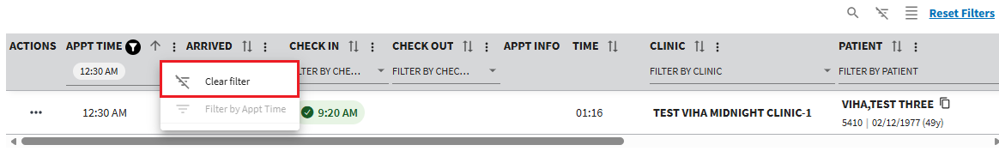 Reset Filters
ACTIONS APPT TIME ARRIVED CHECK IN CHECK OUT APPT INFO TIME CLINIC PATIENT
12:30 AM LTER BY CHE... FILTER BY CHEC... FILTER BY CLINIC FILTER BY PATIENT
Clear filter
Filter by Appt Time
12:30 AM 9:20 AM 01:16 TEST VIHA MIDNIGHT CLINIC-1 VIHA,TEST THREE
5410 | 02/12/1977 (49y)